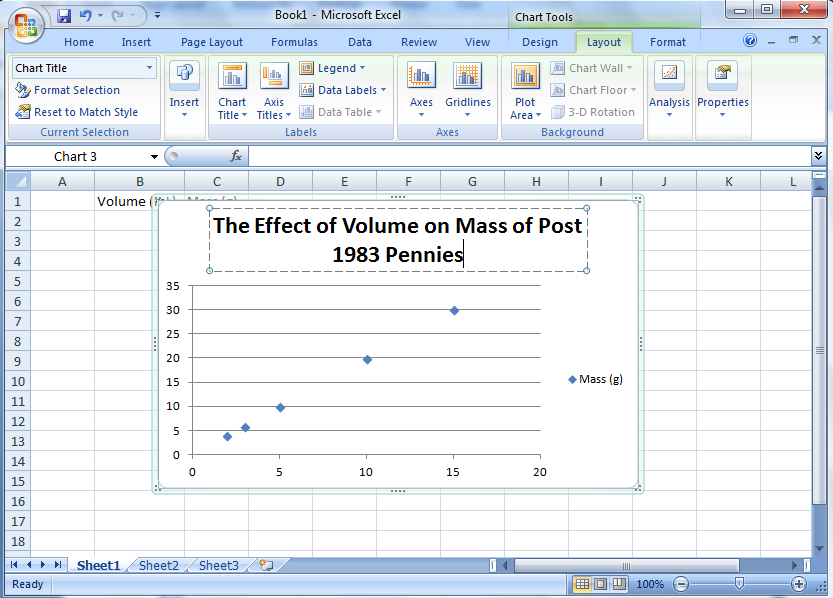 Book1 - Microsoft Excel
Chart Tools
Home Insert Page Layout Formulas Data Review View Design Layout Format
Chart Title
Format Selection
Reset to Match Style
Current Selection
Insert
Chart Title
Axis Titles
Legend
Data Labels
Data Table
Labels
Axes
Gridlines
Axes
Plot Area
Chart Wall
Chart Floor
3-D Rotation
Background
Analysis
Properties
Chart 3
fx
A B C D E F G H I J K L
1
Volume (mL) Mass (g)
2
3
4
5
6
7
8
9
10
11
12
13
14
15
16
17
18
The Effect of Volume on Mass of Post
1983 Pennies
35
30
25
20
15
10
5
0
0 5 10 15 20
Mass (g)
Sheet1 Sheet2 Sheet3
Ready
100%